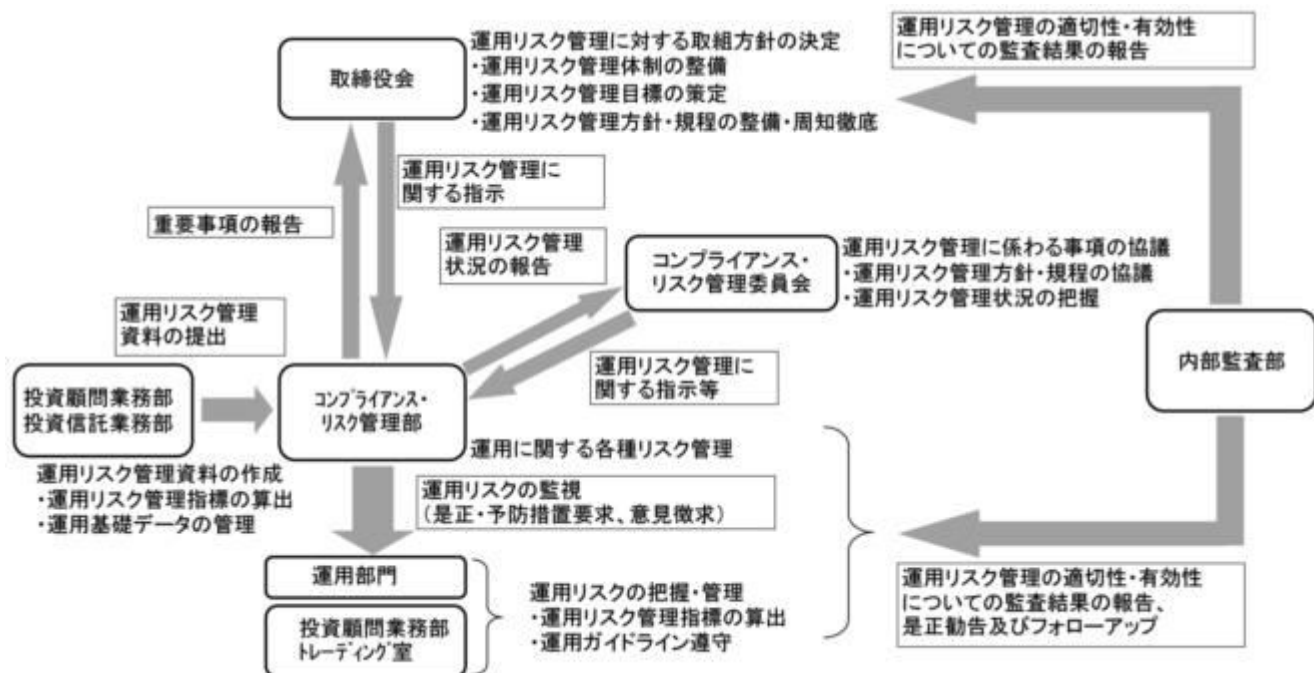 運用リスク管理に対する取組方針の決定
・運用リスク管理体制の整備
・運用リスク管理目標の策定
・運用リスク管理方針・規程の整備・周知徹底
取締役会
運用リスク管理の適切性・有効性
についての監査結果の報告
運用リスク管理に
関する指示
重要事項の報告
運用リスク管理
状況の報告
コンプライアンス・
リスク管理委員会
運用リスク管理に係わる事項の協議
・運用リスク管理方針・規程の協議
・運用リスク管理状況の把握
運用リスク管理
資料の提出
運用リスク管理に
関する指示等
内部監査部
投資顧問業務部
投資信託業務部
コンプライアンス・
リスク管理部
運用に関する各種リスク管理
運用リスク管理資料の作成
・運用リスク管理指標の算出
・運用基礎データの管理
運用リスクの監視
(是正・予防措置要求、意見徴求)
運用部門
投資顧問業務部
トレーディング室
運用リスクの把握・管理
・運用リスク管理指標の算出
・運用ガイドライン遵守
運用リスク管理の適切性・有効性
についての監査結果の報告、
是正勧告及びフォローアップ